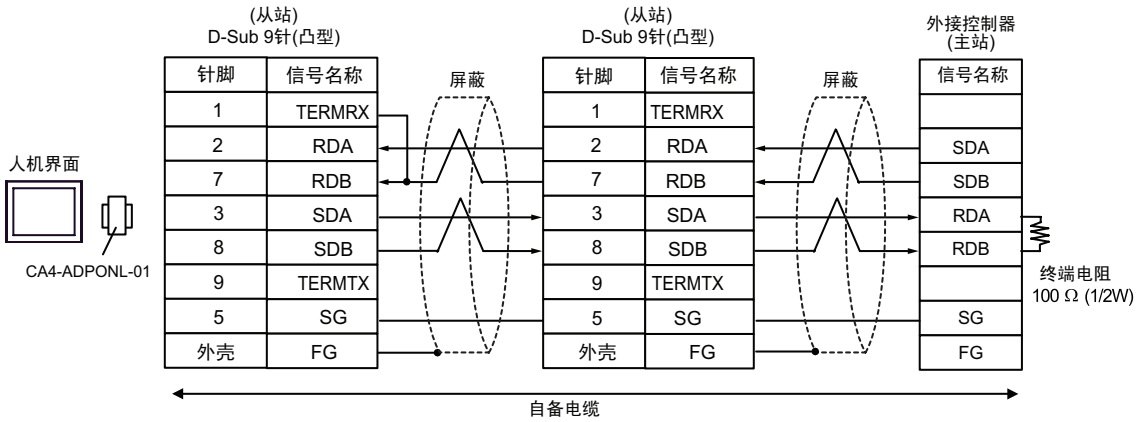 (从站)
D-Sub 9针(凸型)
(从站)
D-Sub 9针(凸型)
外接控制器
(主站)
针脚 信号名称 屏蔽 针脚 信号名称 屏蔽 信号名称
1 TERMRX 1 TERMRX
2 RDA 2 RDA SDA
7 RDB 7 RDB SDB
3 SDA 3 SDA RDA
8 SDB 8 SDB RDB
9 TERMTX 9 TERMTX
5 SG 5 SG SG
外壳 FG 外壳 FG FG
人机界面
CA4-ADPONL-01
终端电阻
100 Ω (1/2W)
自备电缆